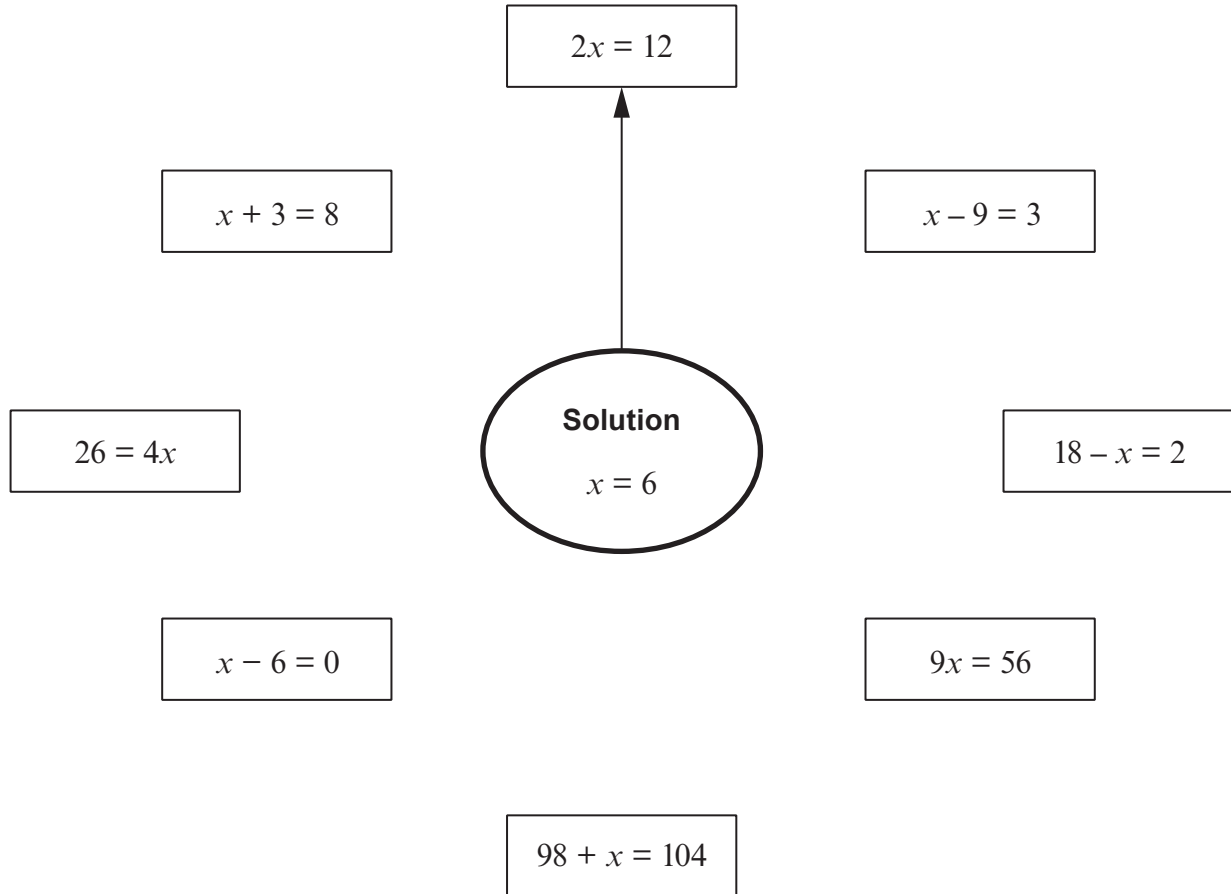 2x = 12
x + 3 = 8
x – 9 = 3
Solution
x = 6
26 = 4x
18 – x = 2
x − 6 = 0
9x = 56
98 + x = 104